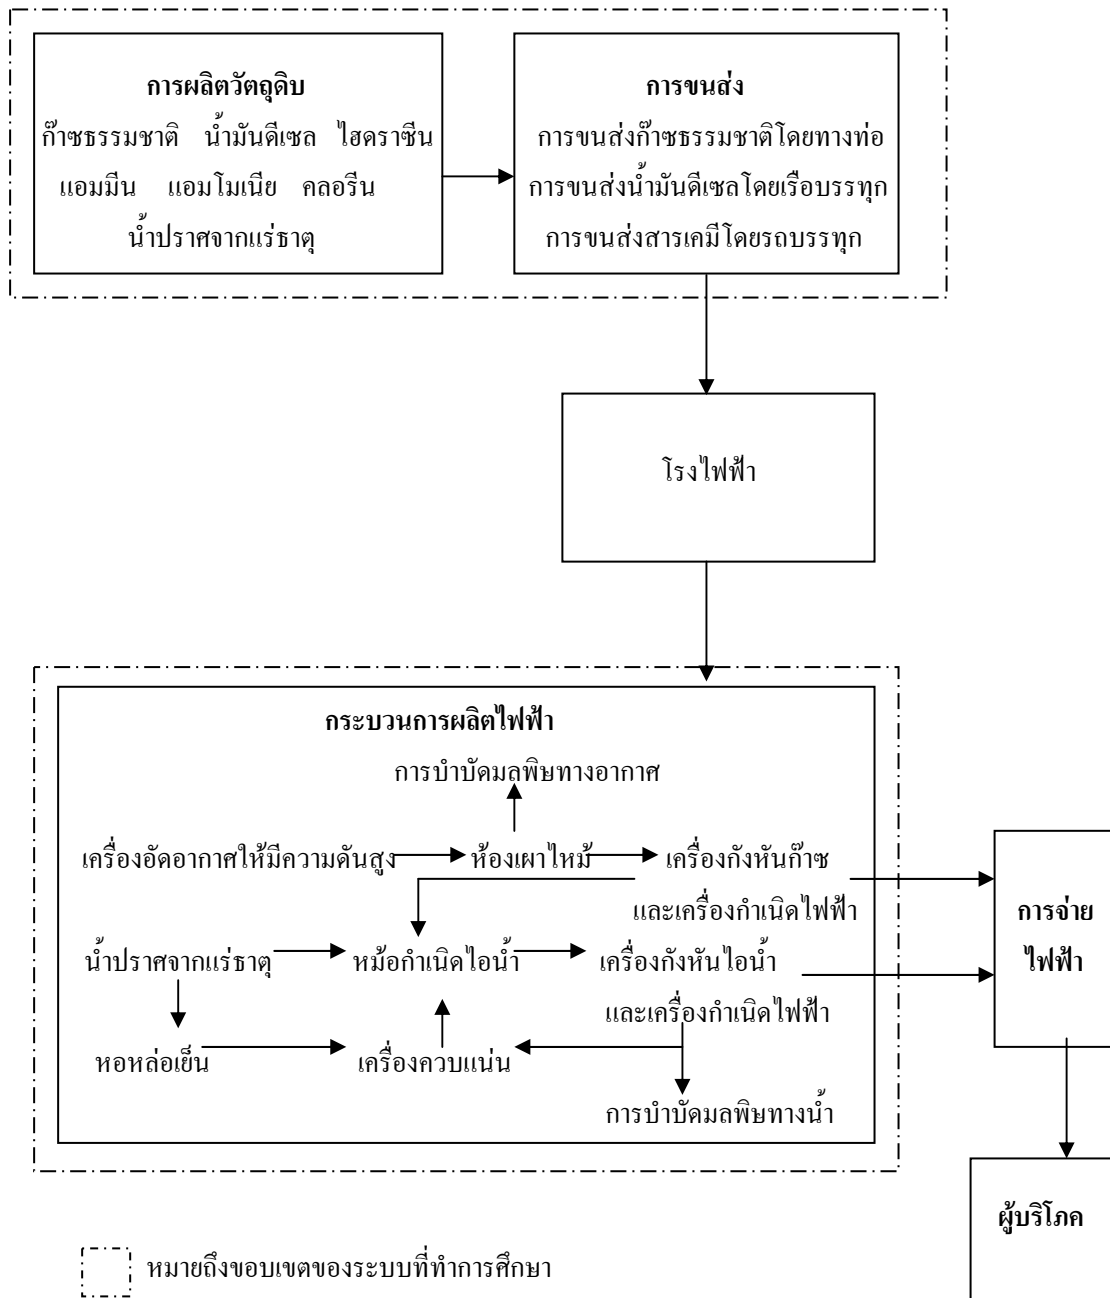 การผลิตวัตถุดิบ
ก๊าซธรรมชาติ น้ำมันดีเซล ไฮดราซีน
แอมมีน แอมโมเนีย คลอรีน
น้ำปราศจากแร่ธาตุ
การขนส่ง
การขนส่งก๊าซธรรมชาติโดยทางท่อ
การขนส่งน้ำมันดีเซลโดยเรือบรรทุก
การขนส่งสารเคมีโดยรถบรรทุก
โรงไฟฟ้า
กระบวนการผลิตไฟฟ้า
การบำบัดมลพิษทางอากาศ
เครื่องอัดอากาศให้มีความดันสูง ห้องเผาไหม้ เครื่องกังหันก๊าซ
และเครื่องกำเนิดไฟฟ้า
น้ำปราศจากแร่ธาตุ หม้อกำเนิดไอน้ำ เครื่องกังหันไอน้ำ
และเครื่องกำเนิดไฟฟ้า
หอหล่อเย็น เครื่องควบแน่น
การบำบัดมลพิษทางน้ำ
การจ่าย
ไฟฟ้า
ผู้บริโภค
หมายถึงขอบเขตของระบบที่ทำการศึกษา